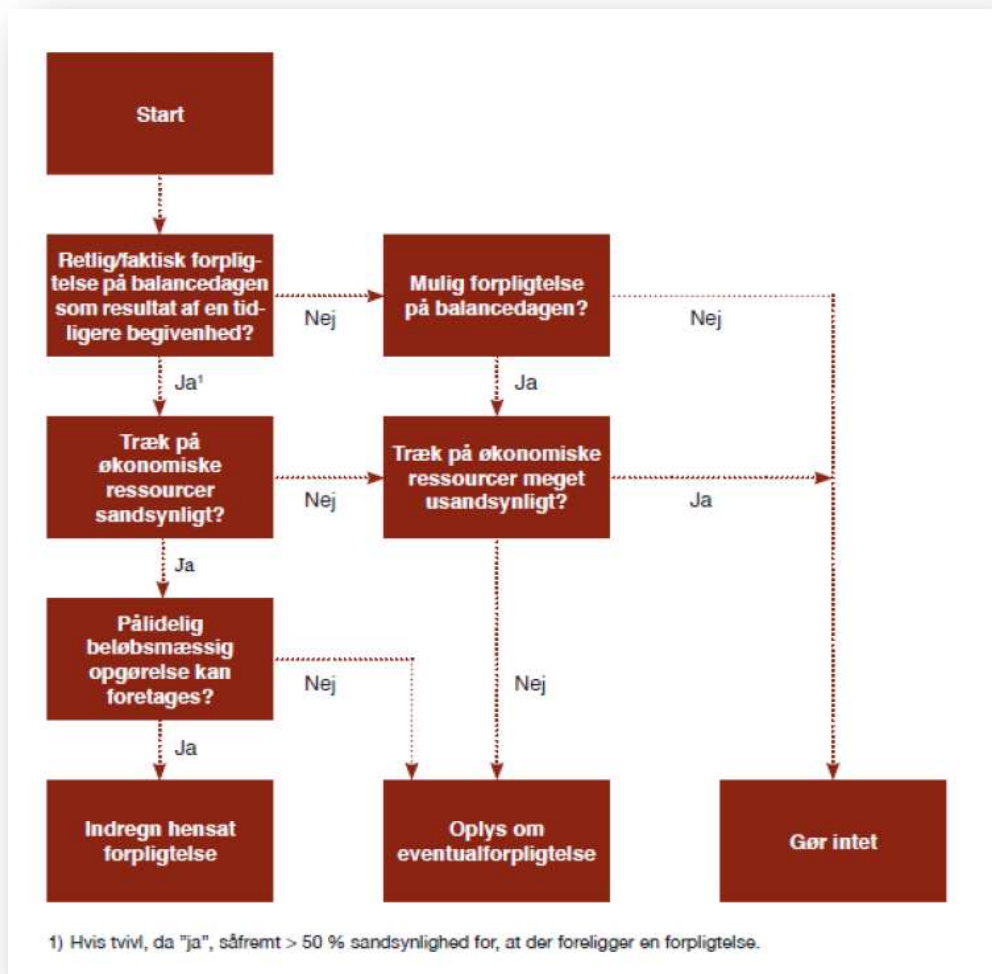 Start
Retlig/faktisk forplig-
telse på balancedagen
som resultat af en tid-
ligere begivenhed?
Nej
Mulig forpligtelse
på balancedagen?
Nej
Ja¹
Ja
Træk på
økonomiske
ressourcer
sandsynligt?
Nej
Træk på økonomiske
ressourcer meget
usandsynligt?
Ja
Ja
Pålidelig
beløbsmæssig
opgørelse kan
foretages?
Nej
Nej
Ja
Indregn hensat
forpligtelse
Oplys om
eventualforpligtelse
Gør intet
1) Hvis tvivl, da ”ja”, såfremt > 50 % sandsynlighed for, at der foreligger en forpligtelse.